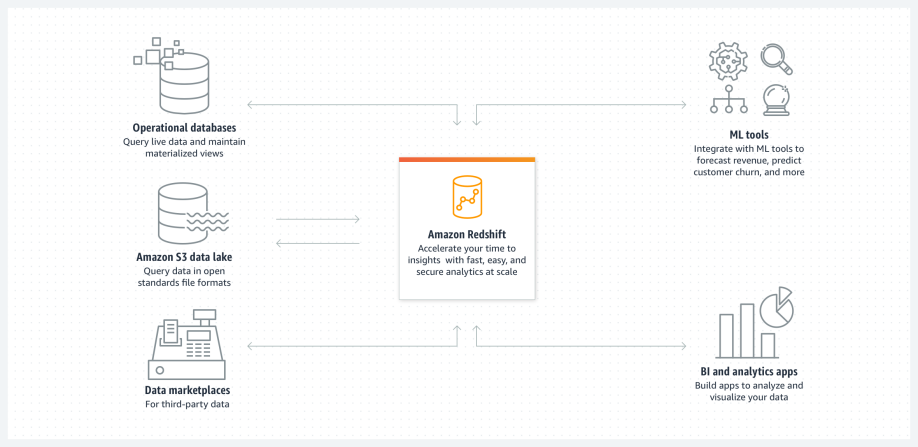 Operational databases
Query live data and maintain
materialized views
Amazon S3 data lake
Query data in open
standards file formats
Data marketplaces
For third-party data
Amazon Redshift
Accelerate your time to
insights with fast, easy, and
secure analytics at scale
ML tools
Integrate with ML tools to
forecast revenue, predict
customer churn, and more
BI and analytics apps
Build apps to analyze and
visualize your data